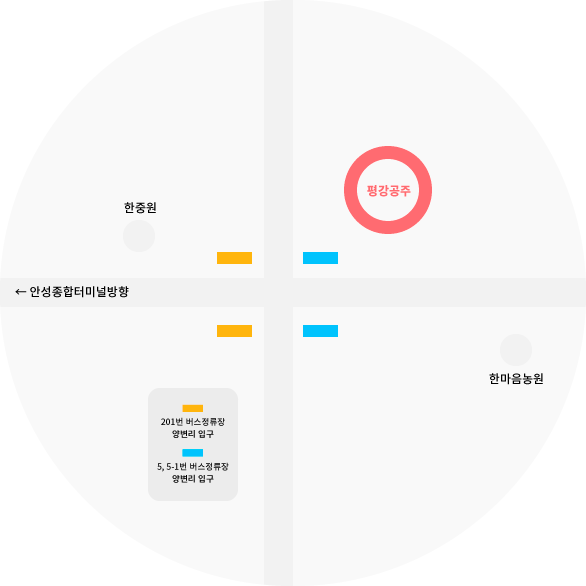 평강공주
한중원
← 안성종합터미널방향
한마음농원
201번 버스정류장
양변리 입구
5, 5-1번 버스정류장
양변리 입구